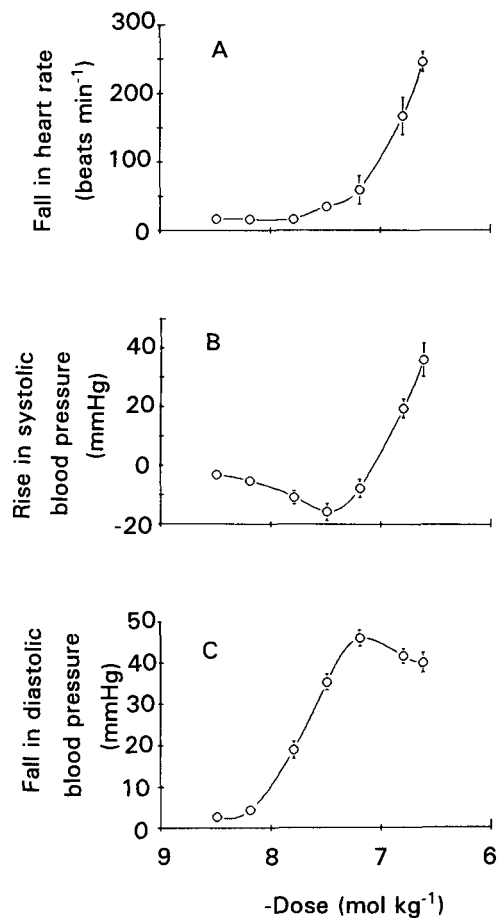 A
300
200
100
0
Fall in heart rate
(beats min⁻¹)
B
40
20
0
-20
Rise in systolic
blood pressure
(mmHg)
C
50
40
30
20
10
0
Fall in diastolic
blood pressure
(mmHg)
9 8 7 6
-Dose (mol kg⁻¹)